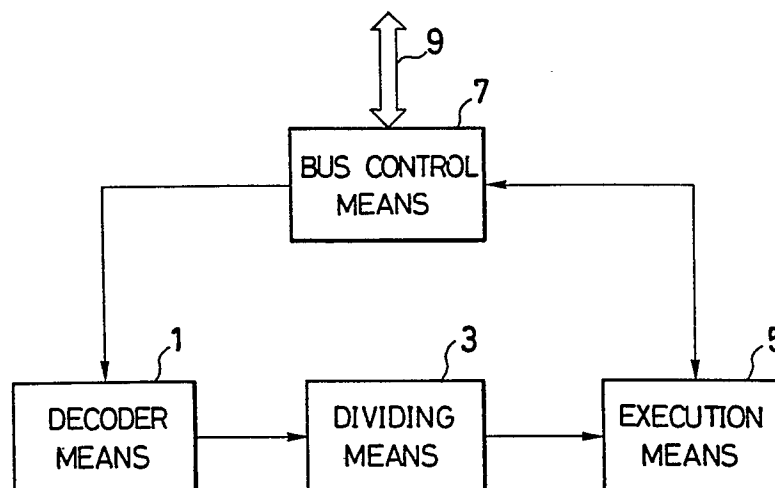 9
7
BUS CONTROL
MEANS
1
DECODER
MEANS
3
DIVIDING
MEANS
5
EXECUTION
MEANS